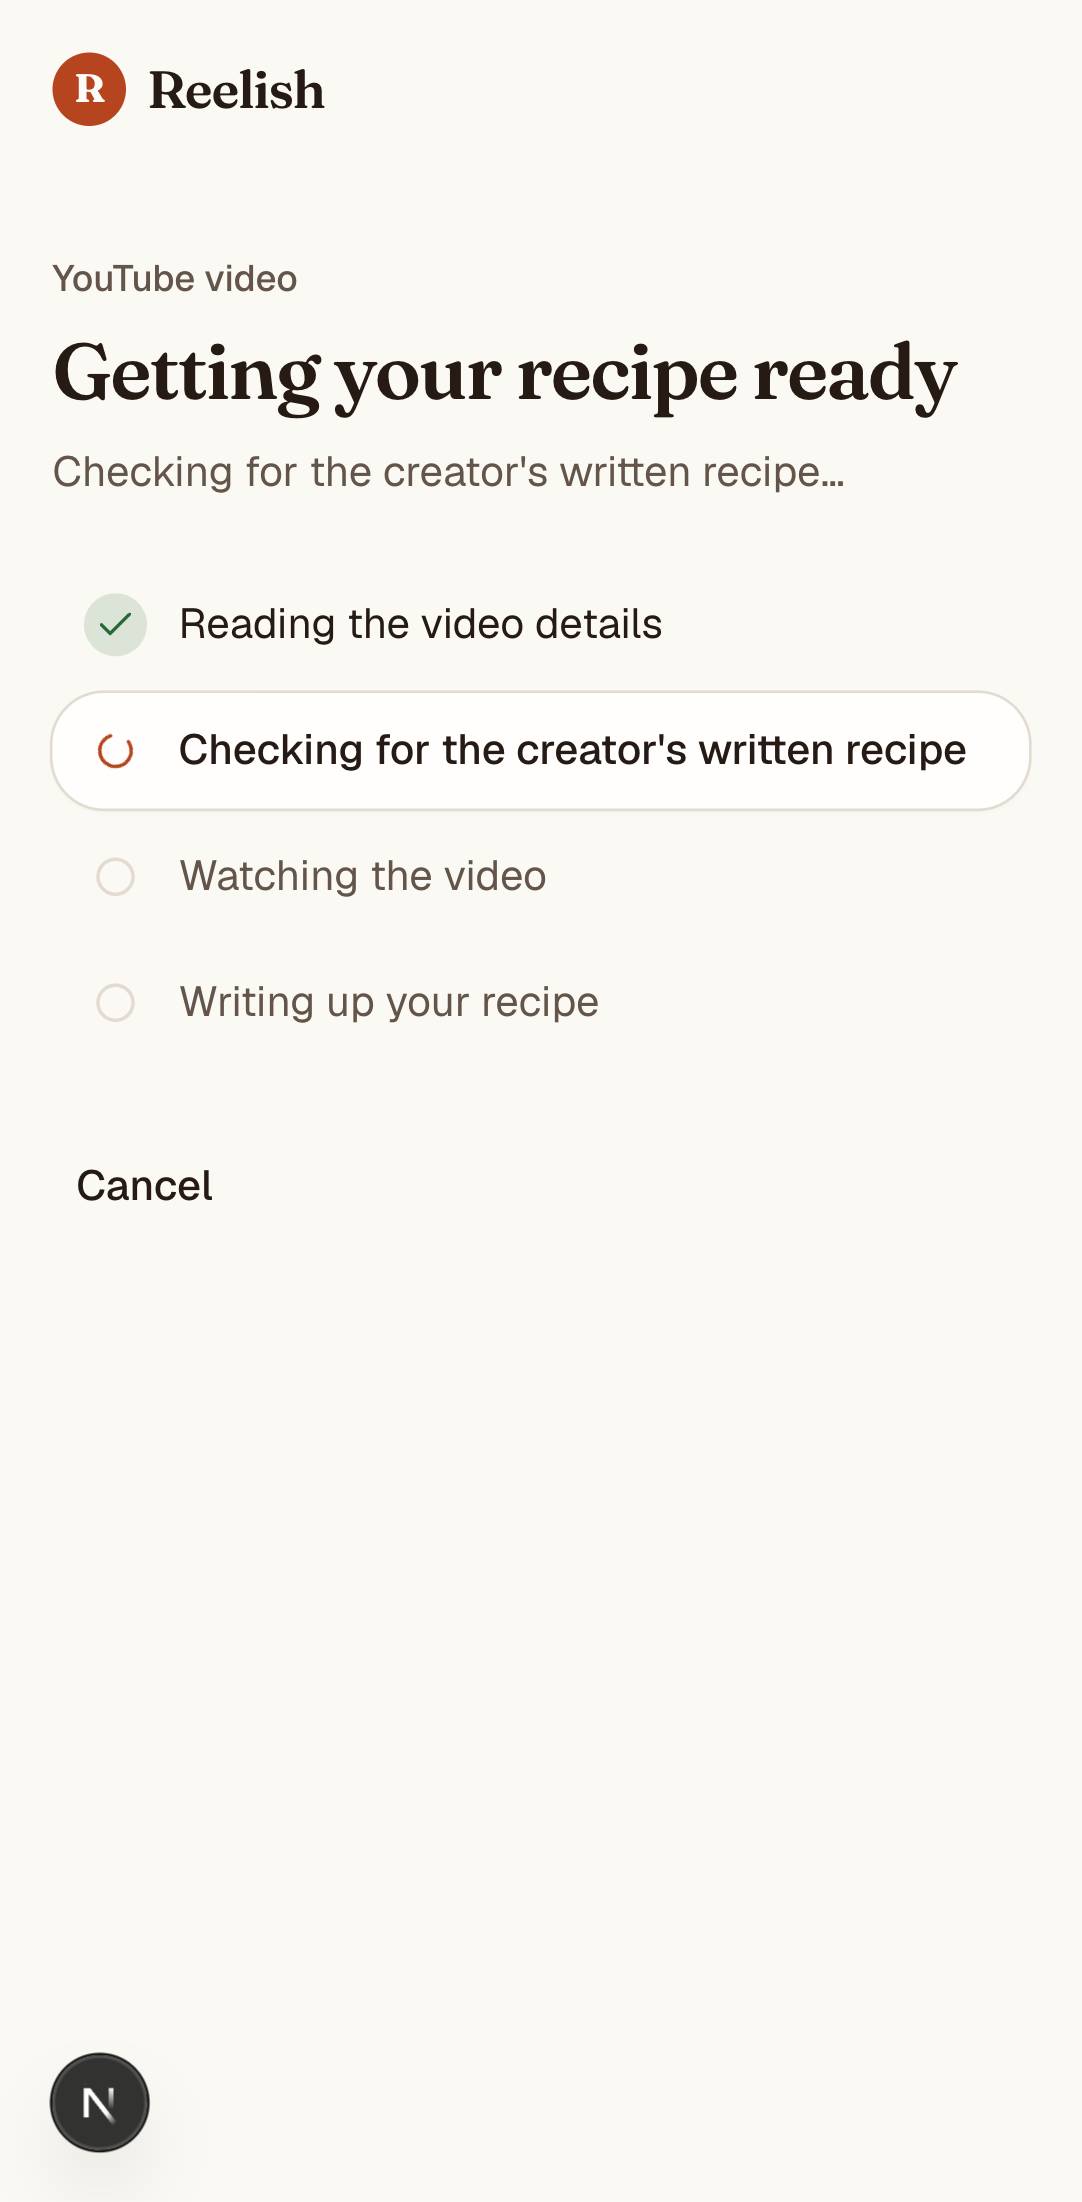 R Reelish
YouTube video
Getting your recipe ready
Checking for the creator's written recipe...
Reading the video details
Checking for the creator's written recipe
Watching the video
Writing up your recipe
Cancel
N